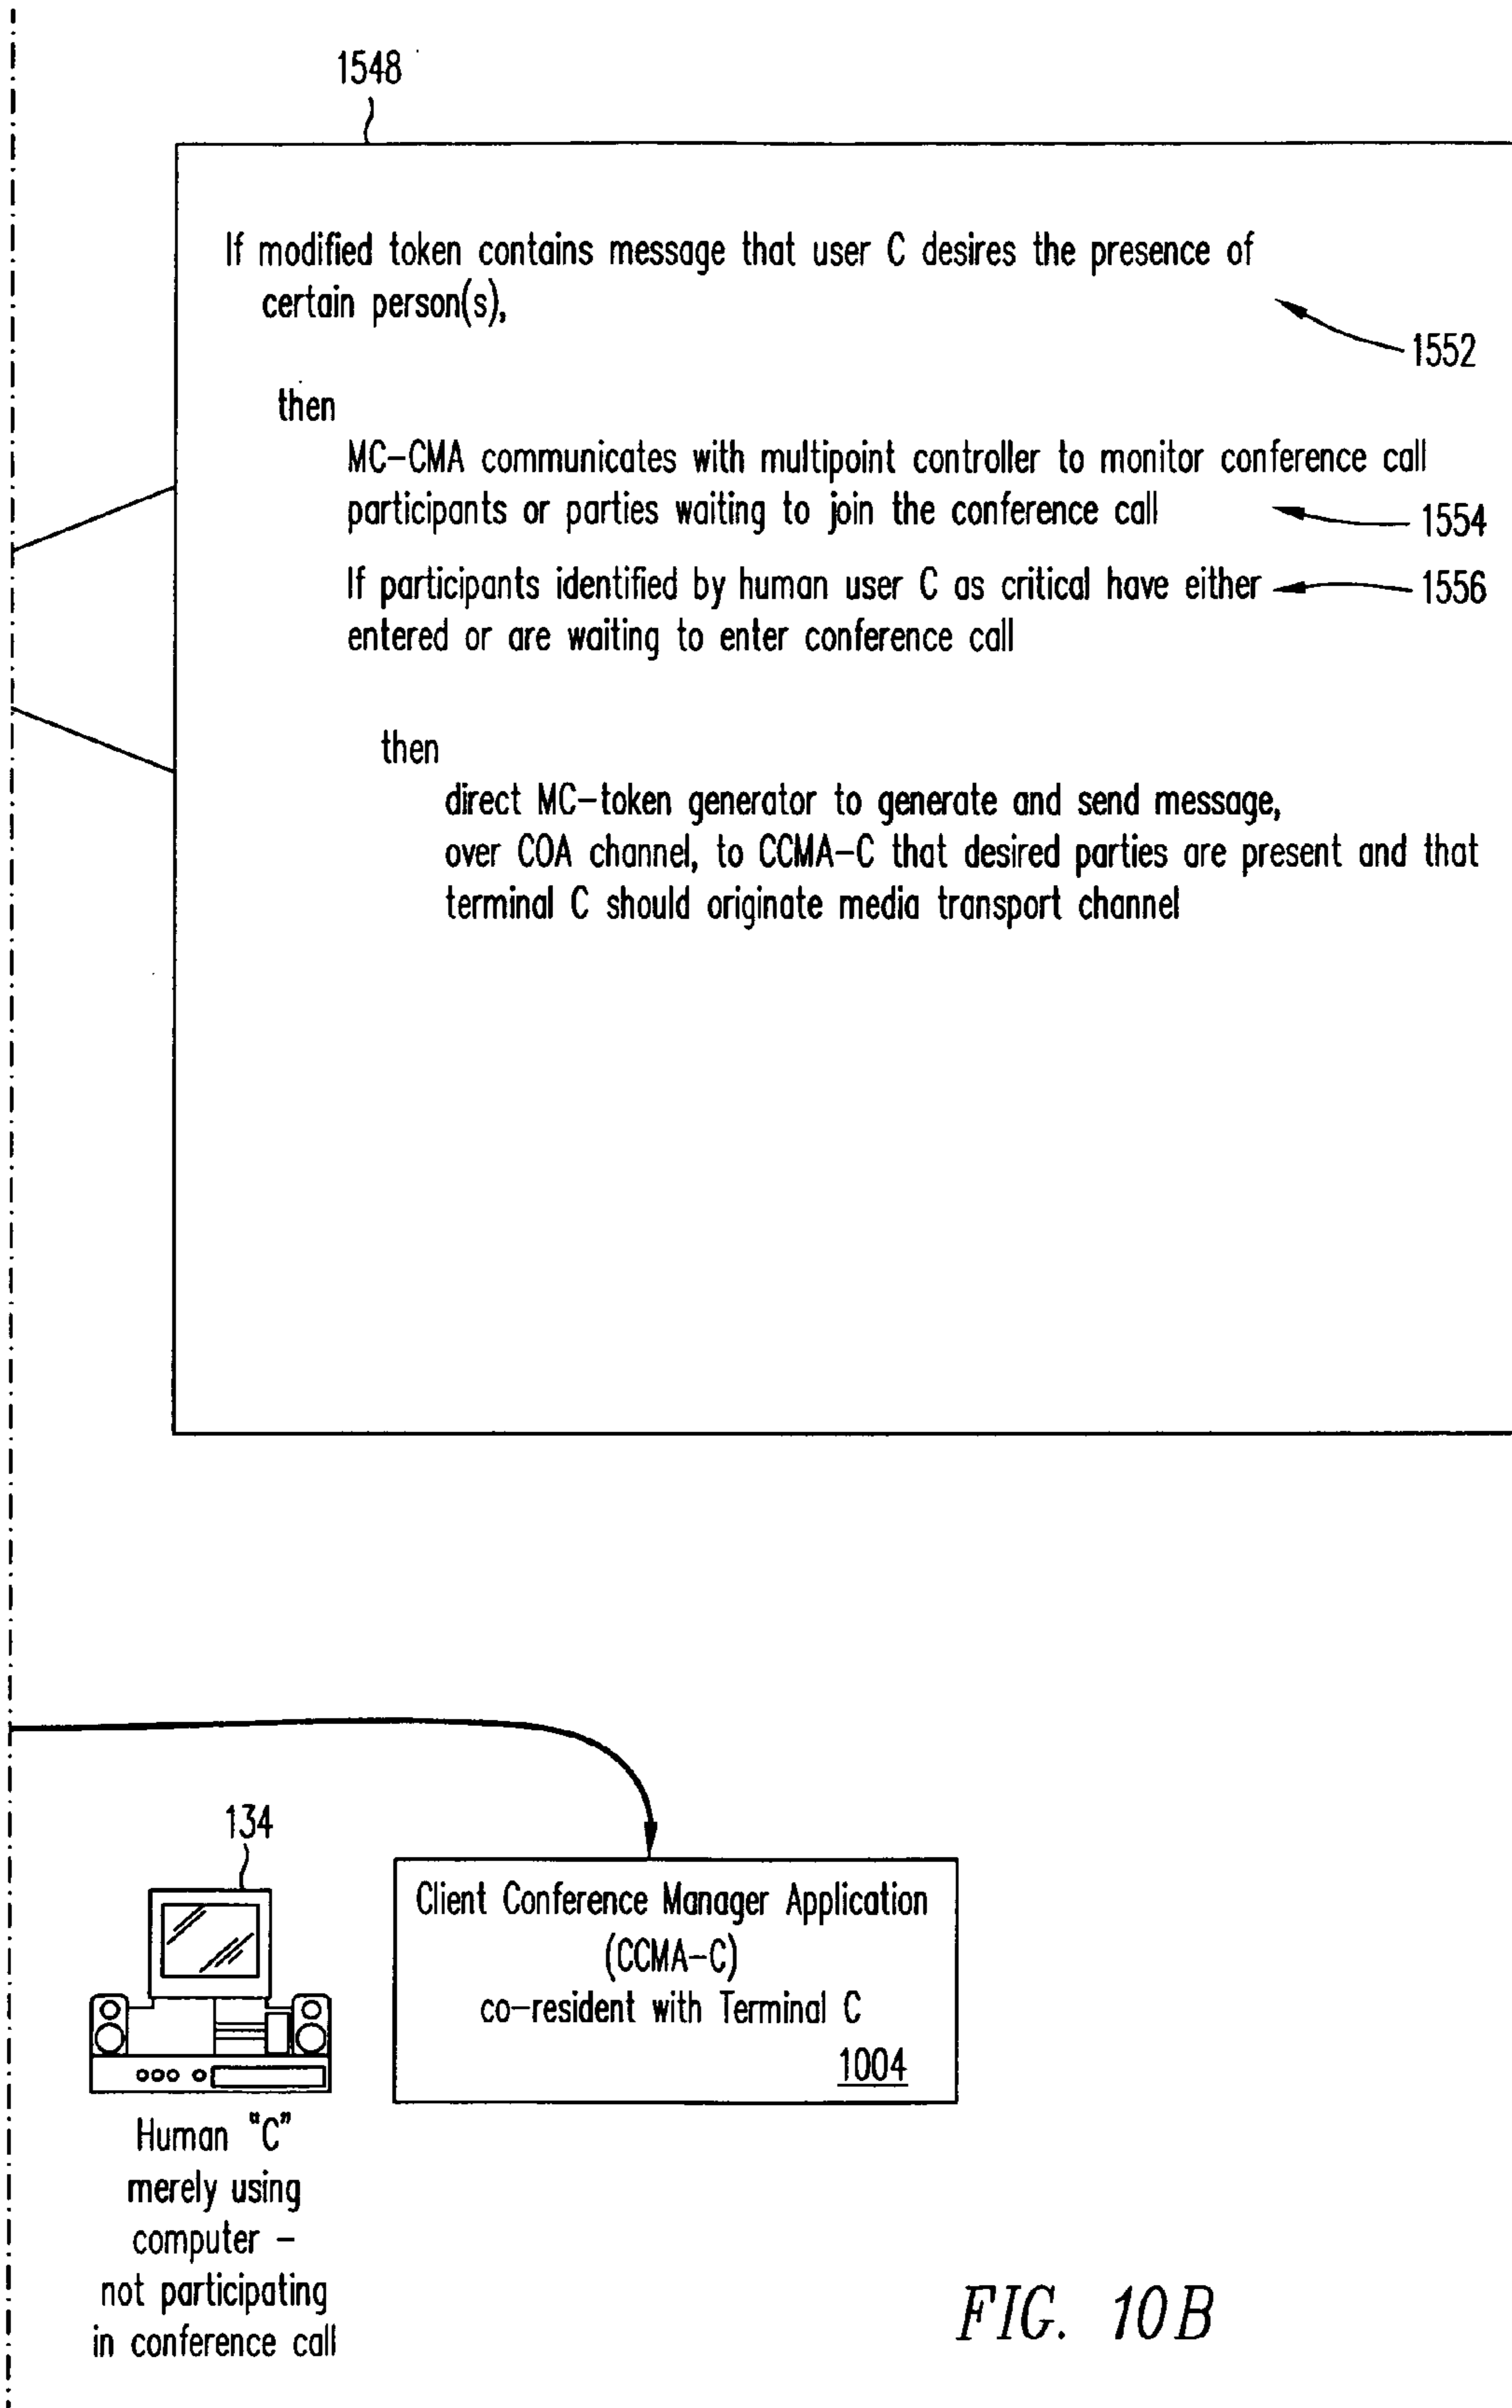 1548
If modified token contains message that user C desires the presence of
certain person(s),
1552
then
MC-CMA communicates with multipoint controller to monitor conference call
participants or parties waiting to join the conference call
1554
If participants identified by human user C as critical have either
1556
entered or are waiting to enter conference call
then
direct MC-token generator to generate and send message,
over COA channel, to CCMA-C that desired parties are present and that
terminal C should originate media transport channel
134
Client Conference Manager Application
(CCMA-C)
co-resident with Terminal C
1004
Human "C"
merely using
computer -
not participating
in conference call
FIG. 10B